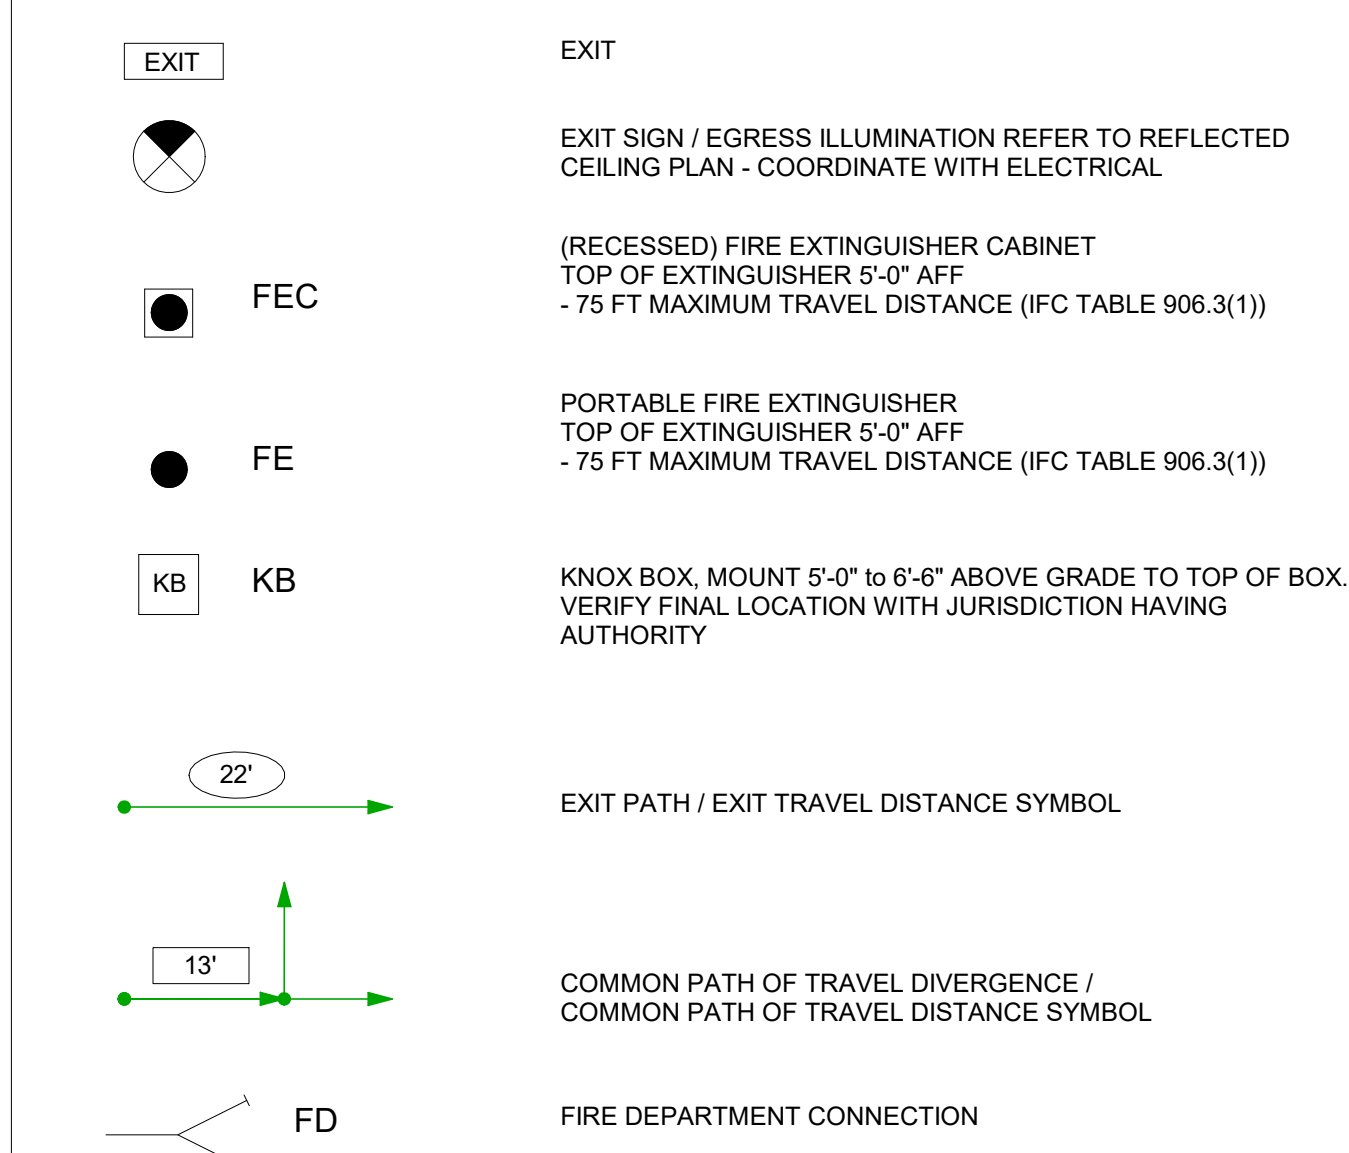 EXIT EXIT
EXIT SIGN / EGRESS ILLUMINATION REFER TO REFLECTED
CEILING PLAN - COORDINATE WITH ELECTRICAL
(RECESSED) FIRE EXTINGUISHER CABINET
TOP OF EXTINGUISHER 5'-0" AFF
FEC - 75 FT MAXIMUM TRAVEL DISTANCE (IFC TABLE 906.3(1))
PORTABLE FIRE EXTINGUISHER
TOP OF EXTINGUISHER 5'-0" AFF
FE - 75 FT MAXIMUM TRAVEL DISTANCE (IFC TABLE 906.3(1))
KB KB KNOX BOX, MOUNT 5'-0" to 6'-6" ABOVE GRADE TO TOP OF BOX.
VERIFY FINAL LOCATION WITH JURISDICTION HAVING
AUTHORITY
22'
EXIT PATH / EXIT TRAVEL DISTANCE SYMBOL
13'
COMMON PATH OF TRAVEL DIVERGENCE /
COMMON PATH OF TRAVEL DISTANCE SYMBOL
FD FIRE DEPARTMENT CONNECTION